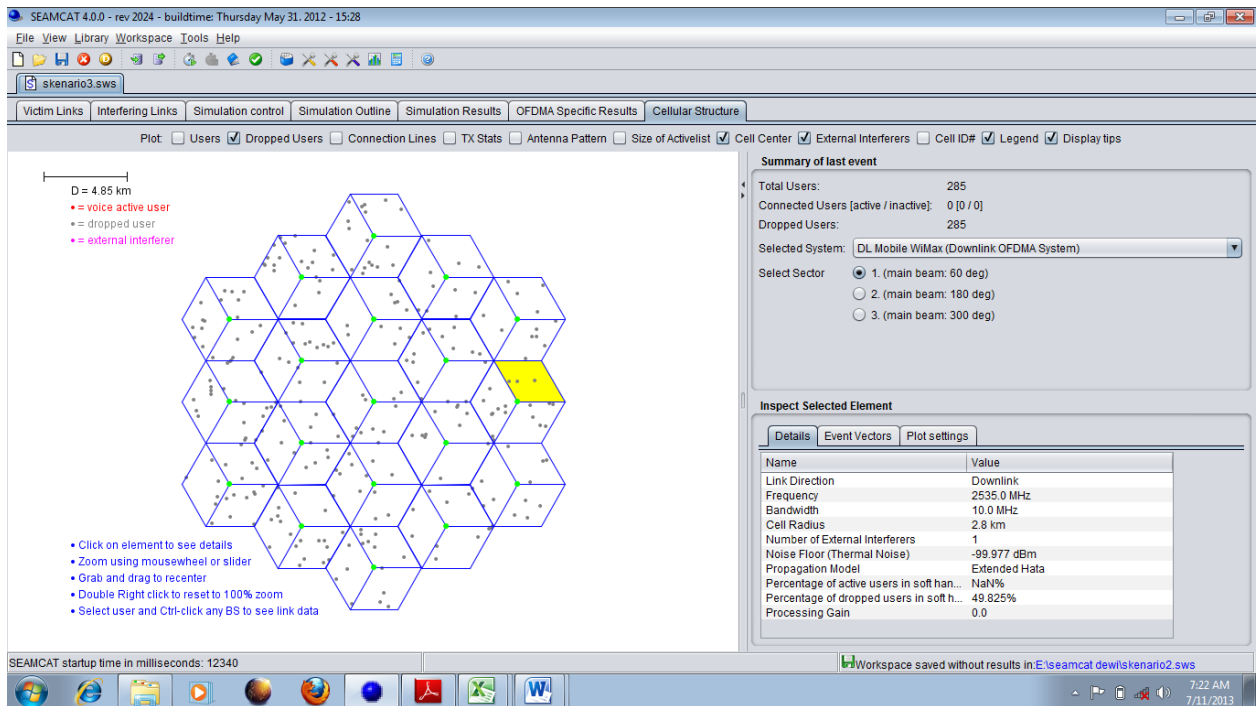 SEAMCAT 4.0.0 - rev 2024 - buildtime: Thursday May 31. 2012 - 15:28
File View Library Workspace Tools Help
skenario3.sws
Victim Links Interfering Links Simulation control Simulation Outline Simulation Results OFDMA Specific Results Cellular Structure
Plot: Users Dropped Users Connection Lines TX Stats Antenna Pattern Size of Activelist Cell Center External Interferers Cell ID# Legend Display tips
D = 4.85 km
= voice active user
= dropped user
= external interferer
• Click on element to see details
• Zoom using mousewheel or slider
• Grab and drag to recenter
• Double Right click to reset to 100% zoom
• Select user and Ctrl-click any BS to see link data
Summary of last event
Total Users: 285
Connected Users [active / inactive]: 0 [0 / 0]
Dropped Users: 285
Selected System: DL Mobile WiMax (Downlink OFDMA System)
Select Sector 1. (main beam: 60 deg)
2. (main beam: 180 deg)
3. (main beam: 300 deg)
Inspect Selected Element
Details Event Vectors Plot settings
Name Value
Link Direction Downlink
Frequency 2535.0 MHz
Bandwidth 10.0 MHz
Cell Radius 2.8 km
Number of External Interferers 1
Noise Floor (Thermal Noise) -99.977 dBm
Propagation Model Extended Hata
Percentage of active users in soft han... NaN%
Percentage of dropped users in soft h... 49.825%
Processing Gain 0.0
SEAMCAT startup time in milliseconds: 12340
Workspace saved without results in:E:\seamcat dewi\skenario2.sws
7:22 AM
7/11/2013